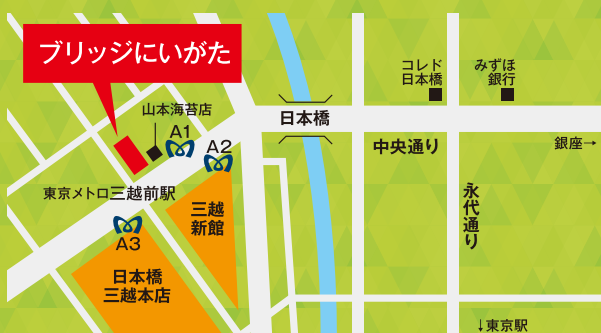 ブリッジにいがた
コレド
日本橋
みずほ
銀行
山本海苔店
日本橋
A1
A2
中央通り
銀座→
東京メトロ三越前駅
永代通り
三越
新館
A3
日本橋
三越本店
↓東京駅